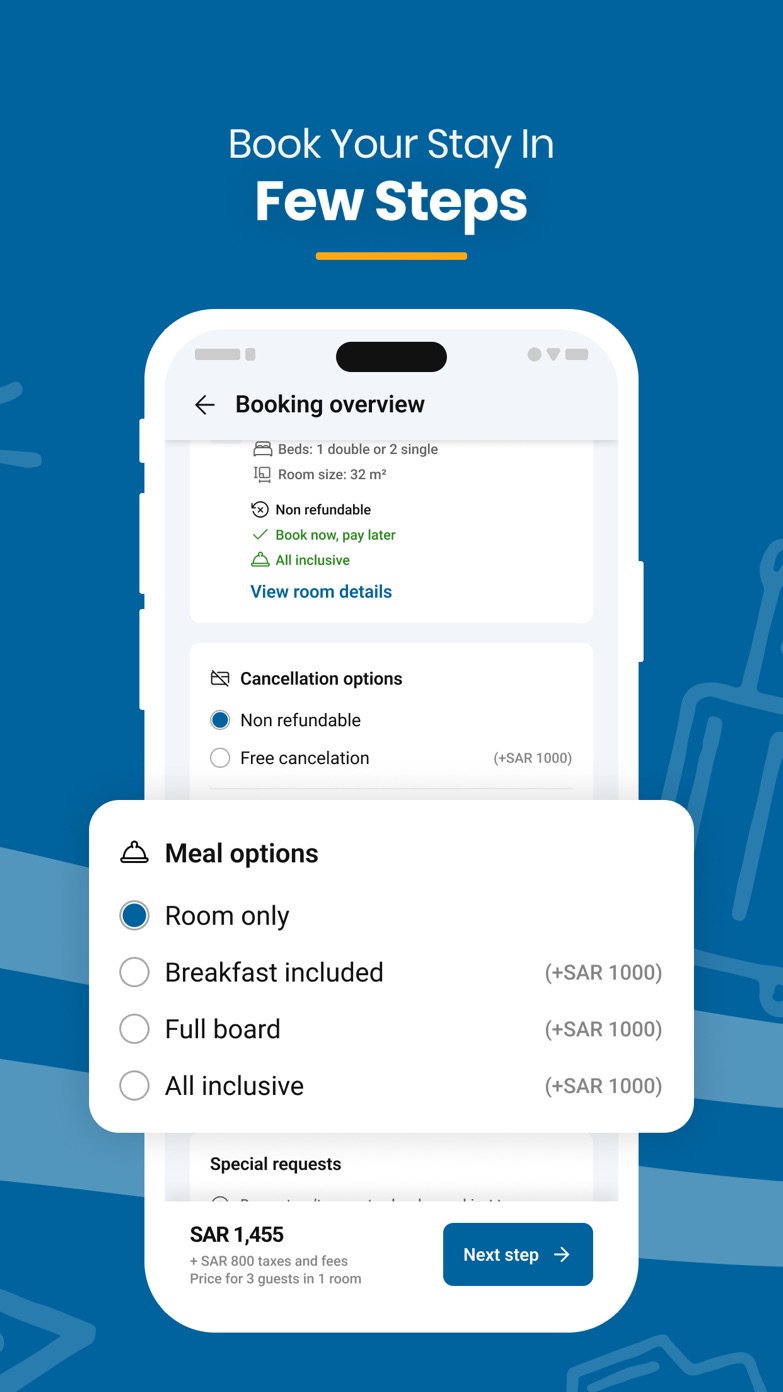 Book Your Stay In
Few Steps
Booking overview
Beds: 1 double or 2 single
Room size: 32 m²
Non refundable
Book now, pay later
All inclusive
View room details
Cancellation options
Non refundable
Free cancelation (+SAR 1000)
Meal options
Room only
Breakfast included (+SAR 1000)
Full board (+SAR 1000)
All inclusive (+SAR 1000)
Special requests
SAR 1,455
+ SAR 800 taxes and fees
Price for 3 guests in 1 room
Next step